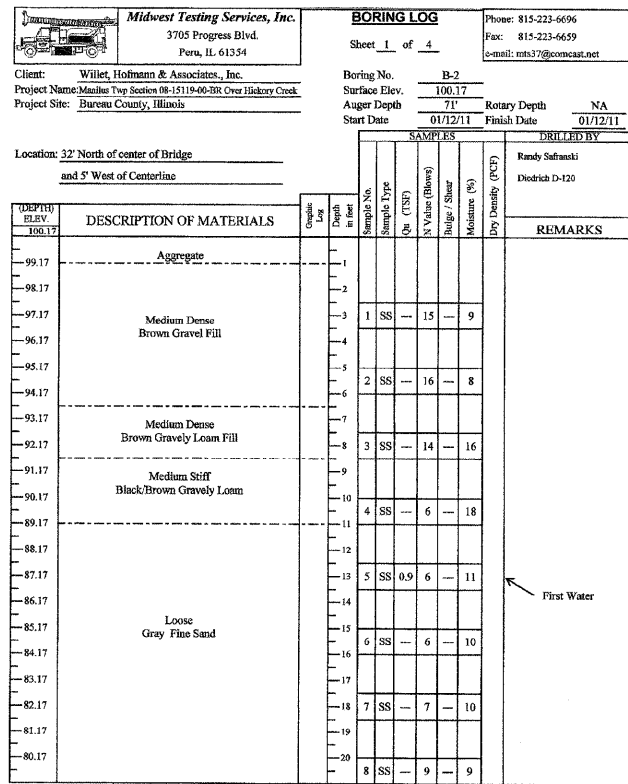 Midwest Testing Services, Inc.
3705 Progress Blvd.
Peru, IL 61354
BORING LOG
Sheet 1 of 4
Phone: 815-223-6696
Fax: 815-223-6659
e-mail: mts37@comcast.net
Client: Willet, Hofmann & Associates., Inc.
Project Name: Manlius Twp Section 08-15119-00-BR Over Hickory Creek
Project Site: Bureau County, Illinois
Boring No. B-2
Surface Elev. 100.17
Auger Depth 71' Rotary Depth NA
Start Date 01/12/11 Finish Date 01/12/11
Location: 32' North of center of Bridge
and 5' West of Centerline
SAMPLES
DRILLED BY
Randy Safranski
Diedrich D-120
(DEPTH) ELEV. DESCRIPTION OF MATERIALS Graphic Log Depth in feet Sample No. Sample Type Qu (TSF) N Value (Blows) Bulge / Shear Moisture (%) Dry Density (PCF) REMARKS
100.17
Aggregate
99.17 1
98.17 2
97.17 3 1 SS --- 15 --- 9
Medium Dense
Brown Gravel Fill
96.17 4
95.17 5
2 SS --- 16 --- 8
94.17 6
93.17 7
Medium Dense
Brown Gravely Loam Fill
92.17 8 3 SS --- 14 --- 16
91.17 9
Medium Stiff
Black/Brown Gravely Loam
90.17 10
4 SS --- 6 --- 18
89.17 11
88.17 12
87.17 13 5 SS 0.9 6 --- 11
First Water
86.17 14
Loose
Gray Fine Sand
85.17 15
6 SS --- 6 --- 10
84.17 16
83.17 17
82.17 18 7 SS --- 7 --- 10
81.17 19
80.17 20
8 SS --- 9 --- 9